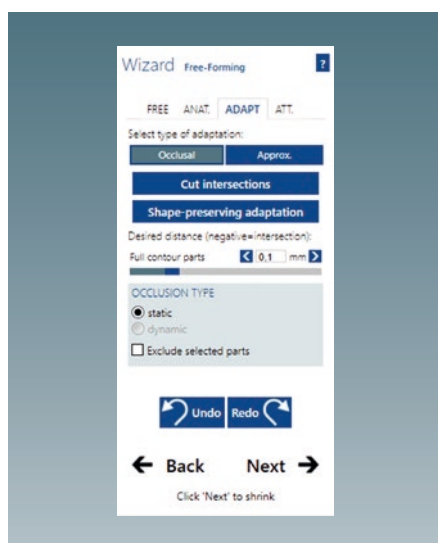 Wizard Free-Forming ?
FREE ANAT. ADAPT ATT.
Select type of adaptation:
Occlusal Approx.
Cut intersections
Shape-preserving adaptation
Desired distance (negative=intersection):
Full contour parts 0,1 mm
OCCLUSION TYPE
static
dynamic
Exclude selected parts
Undo Redo
Back Next
Click 'Next' to shrink